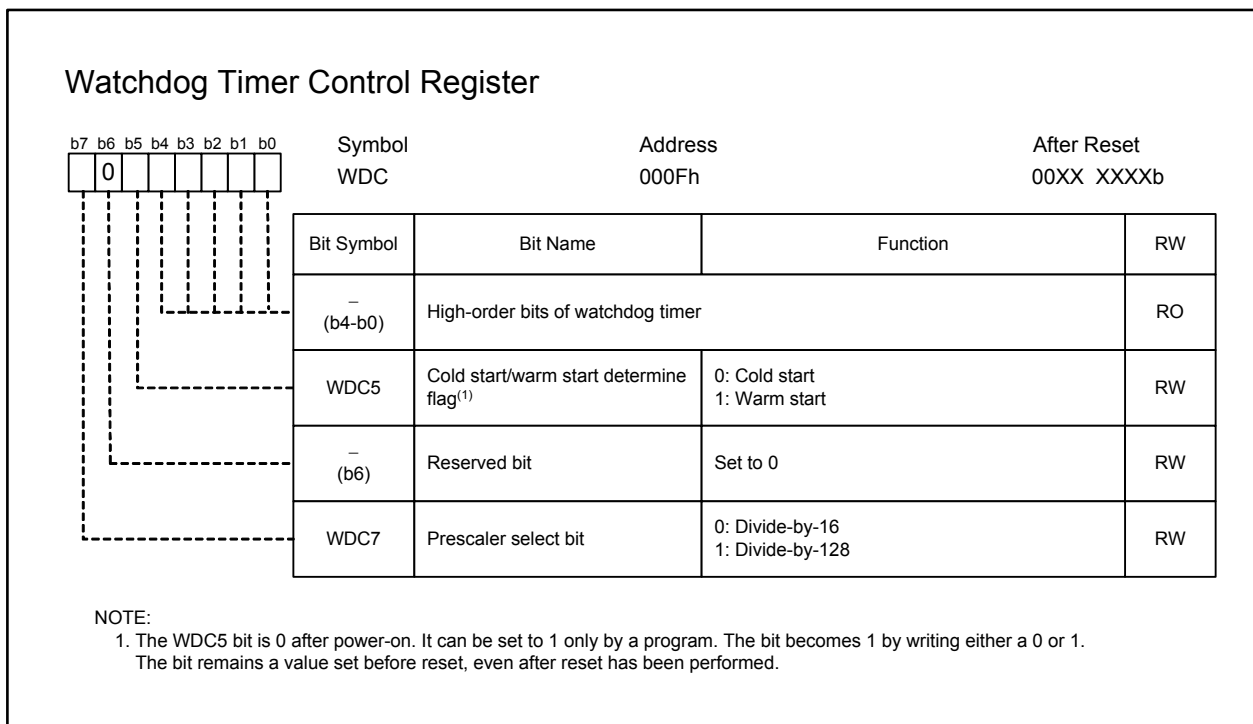 Watchdog Timer Control Register
b7 b6 b5 b4 b3 b2 b1 b0
0
Symbol Address After Reset
WDC 000Fh 00XX XXXXb
Bit Symbol Bit Name Function RW
–
(b4-b0) High-order bits of watchdog timer RO
WDC5 Cold start/warm start determine
flag(1)
0: Cold start
1: Warm start
RW
–
(b6) Reserved bit Set to 0 RW
WDC7 Prescaler select bit
0: Divide-by-16
1: Divide-by-128
RW
NOTE:
1. The WDC5 bit is 0 after power-on. It can be set to 1 only by a program. The bit becomes 1 by writing either a 0 or 1.
The bit remains a value set before reset, even after reset has been performed.